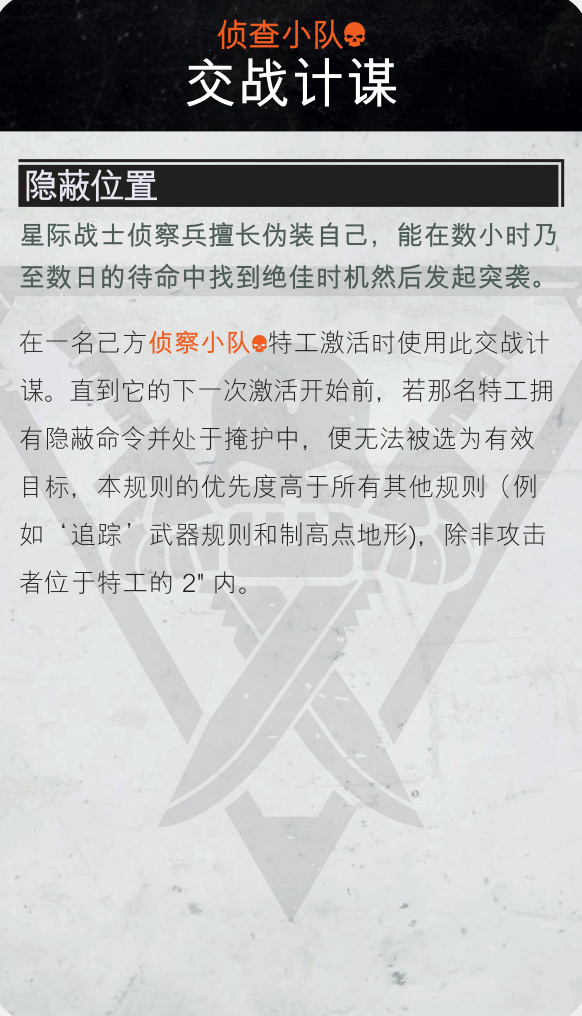 侦查小队
交战计谋
隐蔽位置
星际战士侦察兵擅长伪装自己，能在数小时乃
至数日的待命中找到绝佳时机然后发起突袭。
在一名己方侦察小队特工激活时使用此交战计
谋。直到它的下一次激活开始前，若那名特工拥
有隐蔽命令并处于掩护中，便无法被选为有效
目标，本规则的优先度高于所有其他规则（例
如‘追踪’武器规则和制高点地形)，除非攻击
者位于特工的 2" 内。